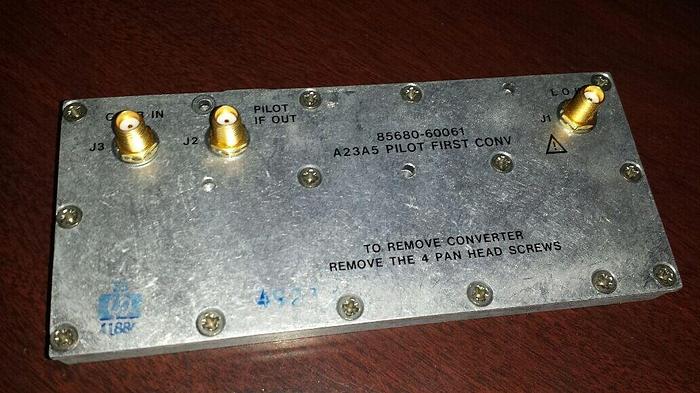 IN
PILOT
IF OUT
J3
J2
L O
J1
85680-60061
A23A5 PILOT FIRST CONV
TO REMOVE CONVERTER
REMOVE THE 4 PAN HEAD SCREWS